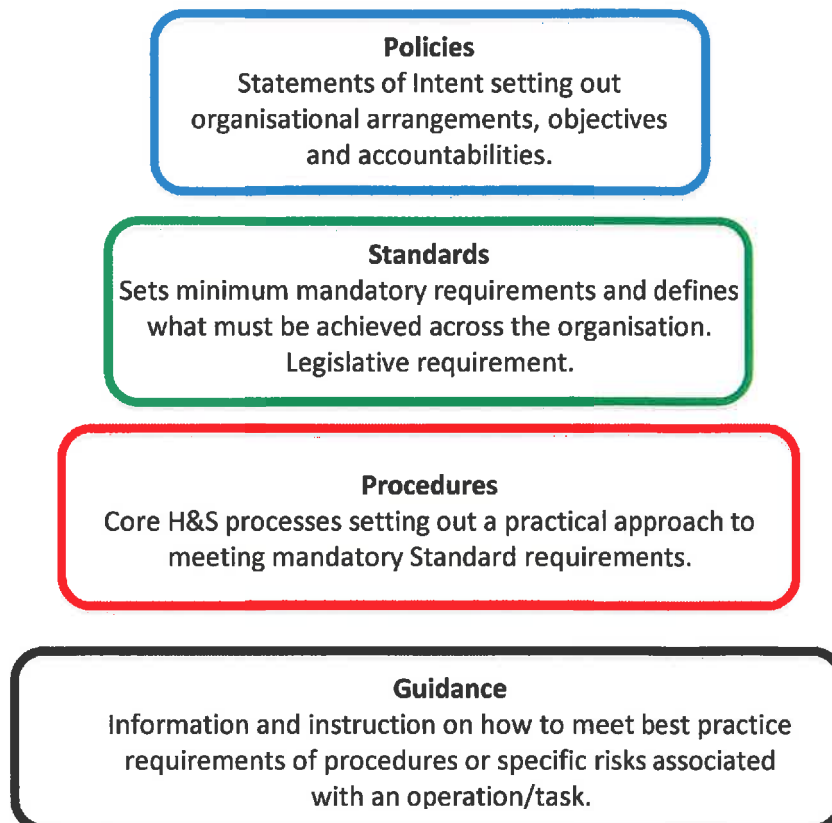 Policies
Statements of Intent setting out
organisational arrangements, objectives
and accountabilities.
Standards
Sets minimum mandatory requirements and defines
what must be achieved across the organisation.
Legislative requirement.
Procedures
Core H&S processes setting out a practical approach to
meeting mandatory Standard requirements.
Guidance
Information and instruction on how to meet best practice
requirements of procedures or specific risks associated
with an operation/task.